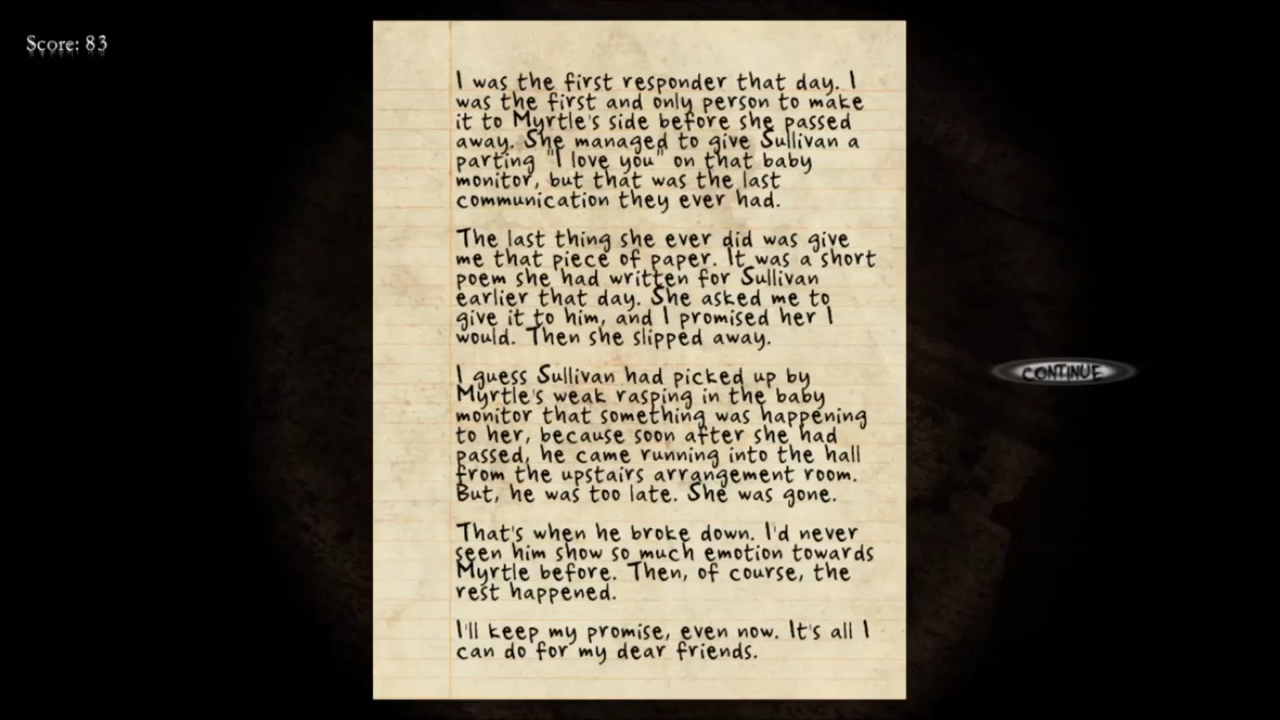 Score: 83
I was the first responder that day. I
was the first and only person to make
it to Myrtle's side before she passed
away. She managed to give Sullivan a
parting "I love you" on that baby
monitor, but that was the last
communication they ever had.
The last thing she ever did was give
me that piece of paper. It was a short
poem she had written for Sullivan
earlier that day. She asked me to
give it to him, and I promised her I
would. Then she slipped away.
I guess Sullivan had picked up by
Myrtle's weak rasping in the baby
monitor that something was happening
to her, because soon after she had
passed, he came running into the hall
from the upstairs arrangement room.
But, he was too late. She was gone.
That's when he broke down. I'd never
seen him show so much emotion towards
Myrtle before. Then, of course, the
rest happened.
I'll keep my promise, even now. It's all I
can do for my dear friends.
CONTINUE